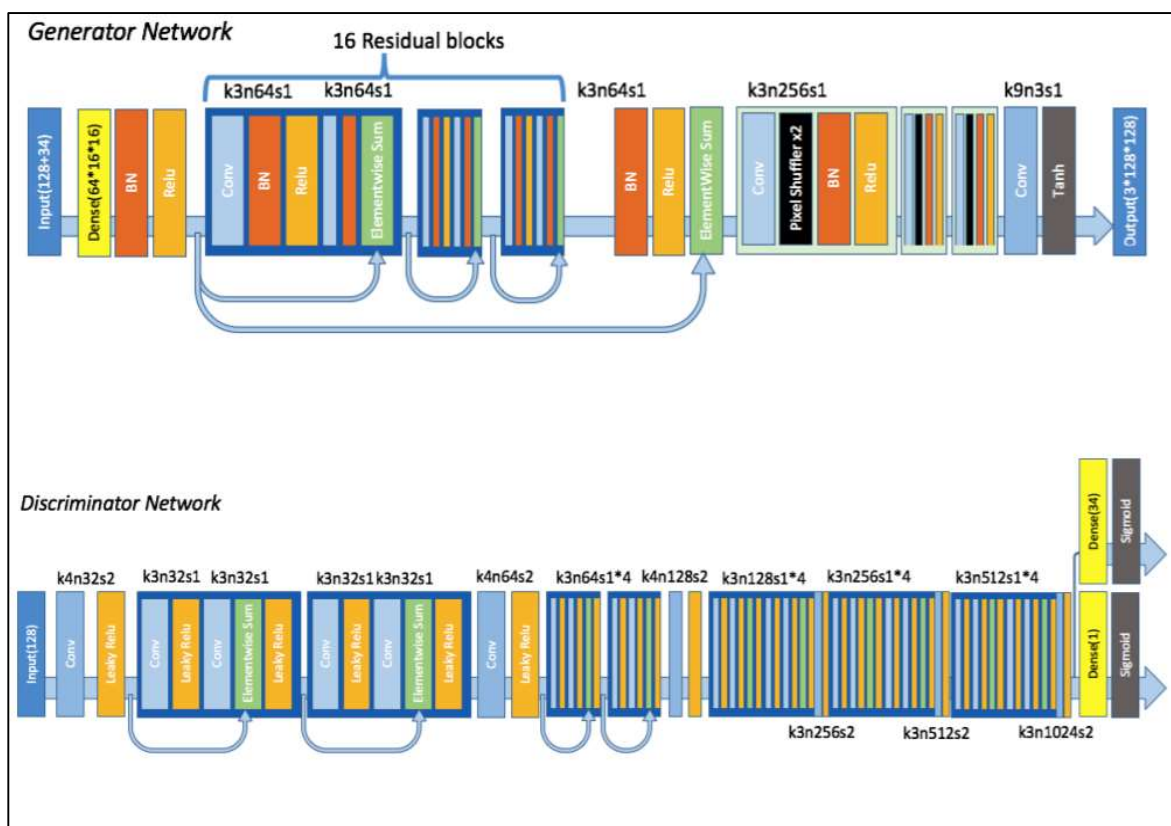 Generator Network
16 Residual blocks
k3n64s1
k3n64s1
k3n64s1
k3n256s1
k9n3s1
Input(128+34)
Dense(64*16*16)
BN
Relu
Conv
BN
Relu
Elementwise Sum
BN
Relu
ElementWise Sum
Conv
Pixel Shuffler x2
BN
Relu
Conv
Tanh
Output(3*128*128)
Discriminator Network
Dense(34)
Sigmoid
k4n32s2
k3n32s1
k3n32s1
k3n32s1
k3n32s1
k4n64s2
k3n64s1*4
k4n128s2
k3n128s1*4
k3n256s1*4
k3n512s1*4
Input(128)
Conv
Leaky Relu
Conv
Leaky Relu
Conv
Elementwise Sum
Leaky Relu
Conv
Leaky Relu
Conv
Elementwise Sum
Leaky Relu
Conv
Leaky Relu
Dense(1)
Sigmoid
k3n256s2
k3n512s2
k3n1024s2